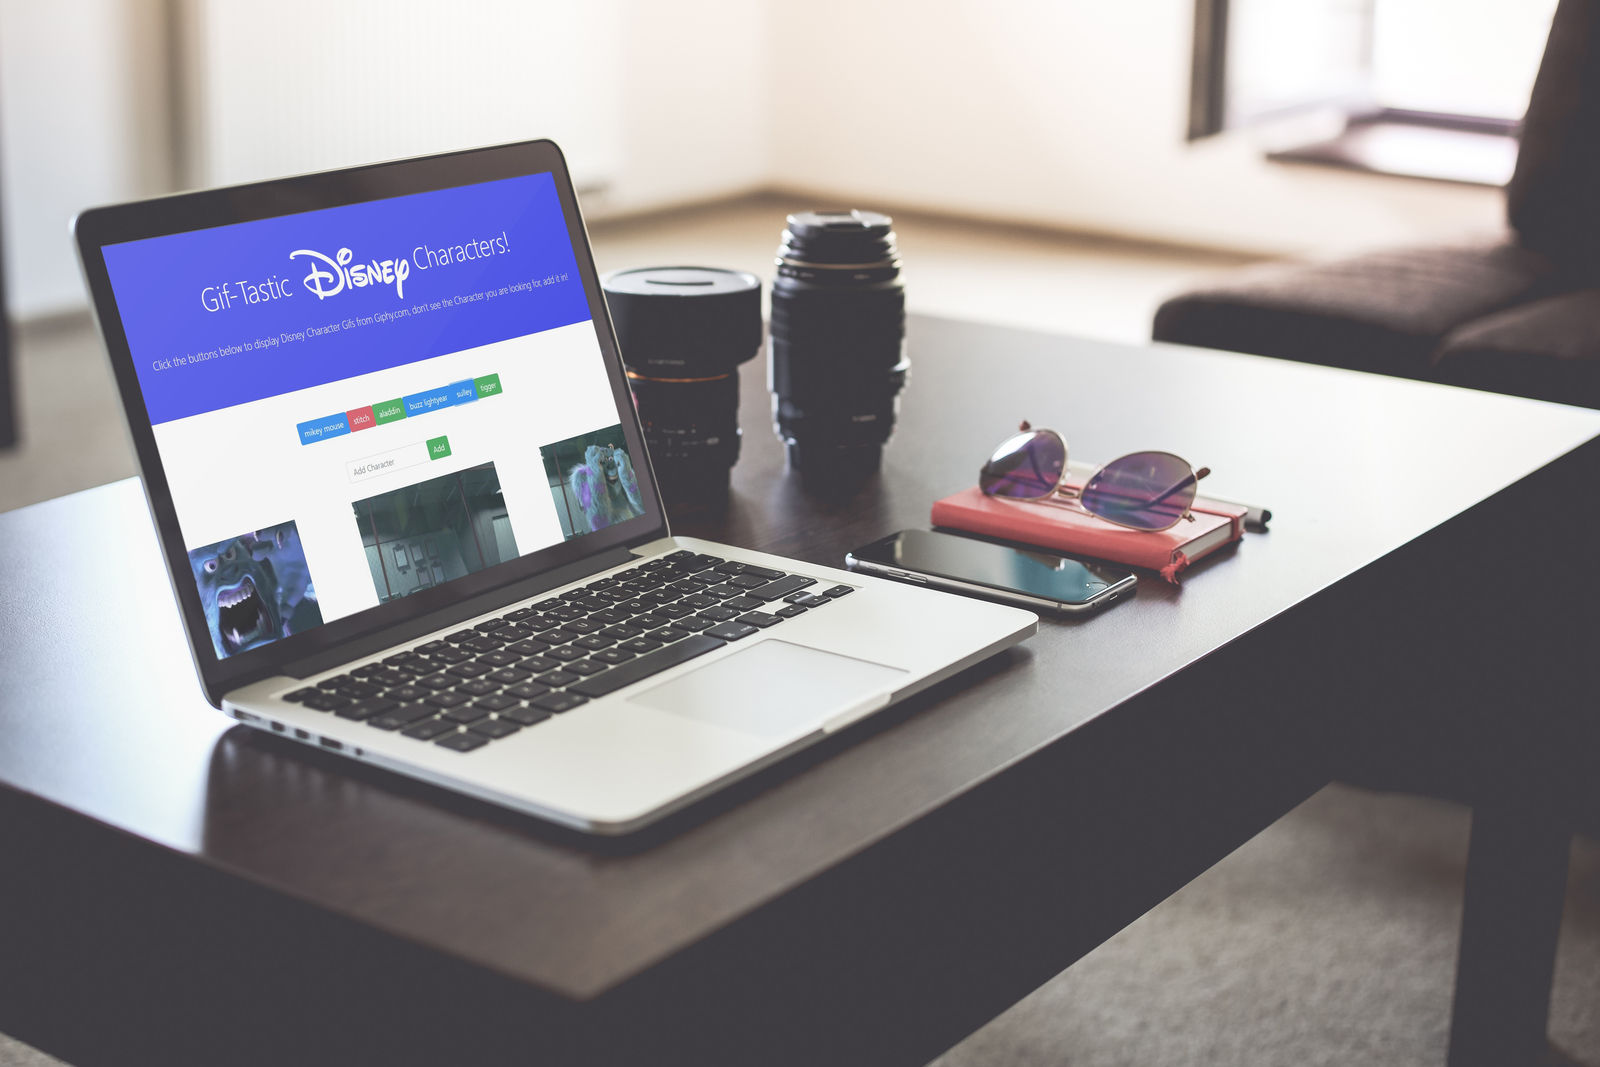 Gif-Tastic Disney Characters!
Click the buttons below to display Disney Character Gifs from Giphy.com, don't see the Character you are looking for, add it in!
mikey mouse stitch aladdin buzz lightyear sulley tigger
Add Character Add